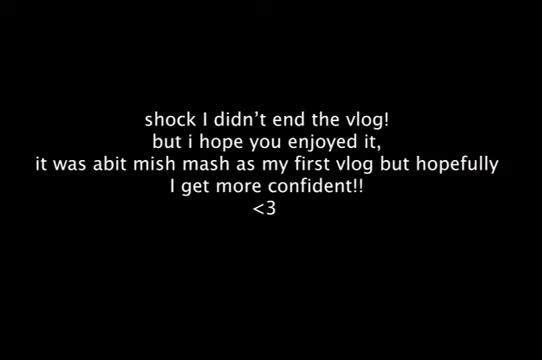 shock I didn't end the vlog!
but i hope you enjoyed it,
it was abit mish mash as my first vlog but hopefully
I get more confident!!
<3